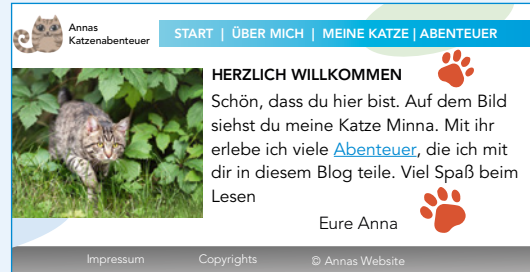 Annas
Katzenabenteuer
START | ÜBER MICH | MEINE KATZE | ABENTEUER
HERZLICH WILLKOMMEN
Schön, dass du hier bist. Auf dem Bild
siehst du meine Katze Minna. Mit ihr
erlebe ich viele Abenteuer, die ich mit
dir in diesem Blog teile. Viel Spaß beim
Lesen
Eure Anna
Impressum Copyrights © Annas Website